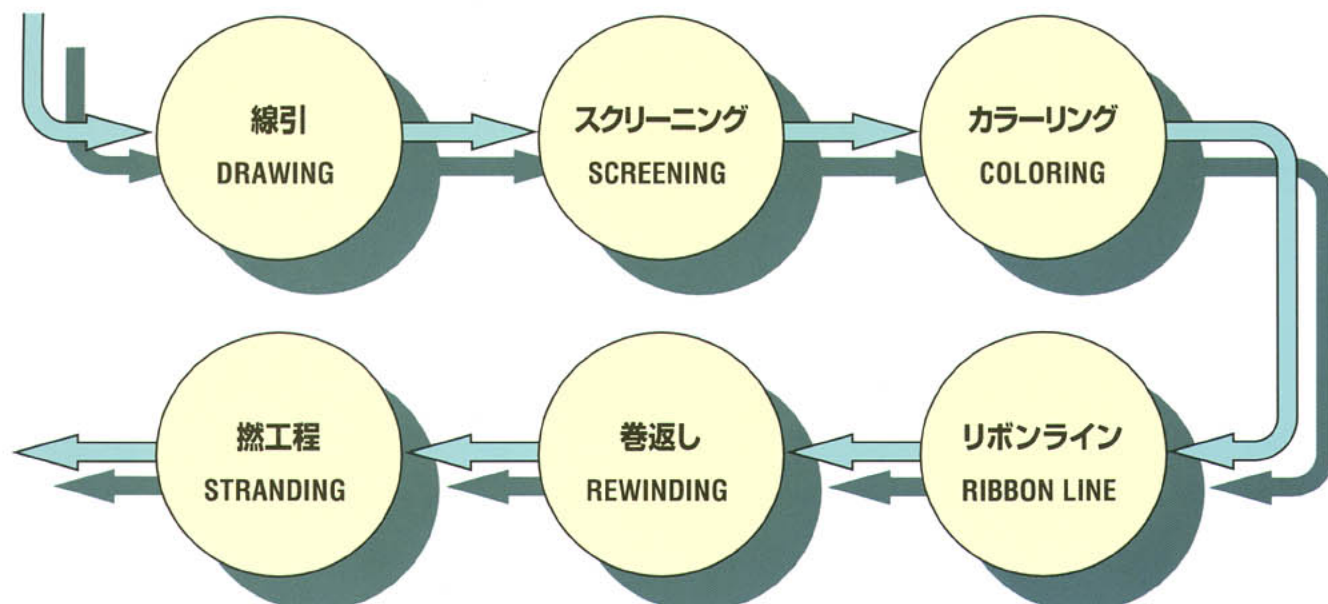 線引
DRAWING
スクリーニング
SCREENING
カラーリング
COLORING
リボンライン
RIBBON LINE
巻返し
REWINDING
撚工程
STRANDING